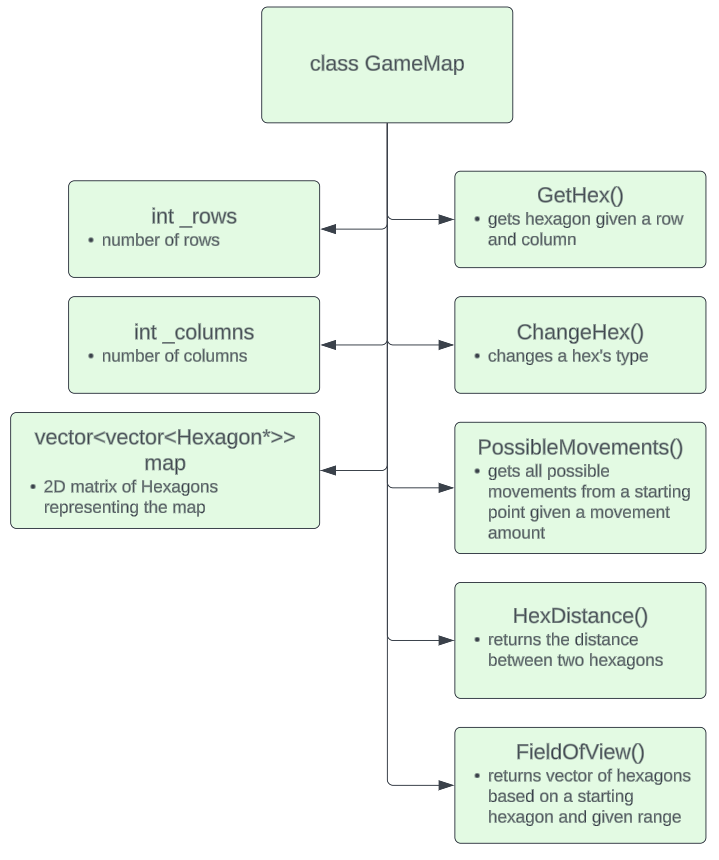 class GameMap
int _rows
• number of rows
int _columns
• number of columns
vector<vector<Hexagon*>>
map
• 2D matrix of Hexagons
representing the map
GetHex()
• gets hexagon given a row
and column
ChangeHex()
• changes a hex's type
PossibleMovements()
• gets all possible
movements from a starting
point given a movement
amount
HexDistance()
• returns the distance
between two hexagons
FieldOfView()
• returns vector of hexagons
based on a starting
hexagon and given range